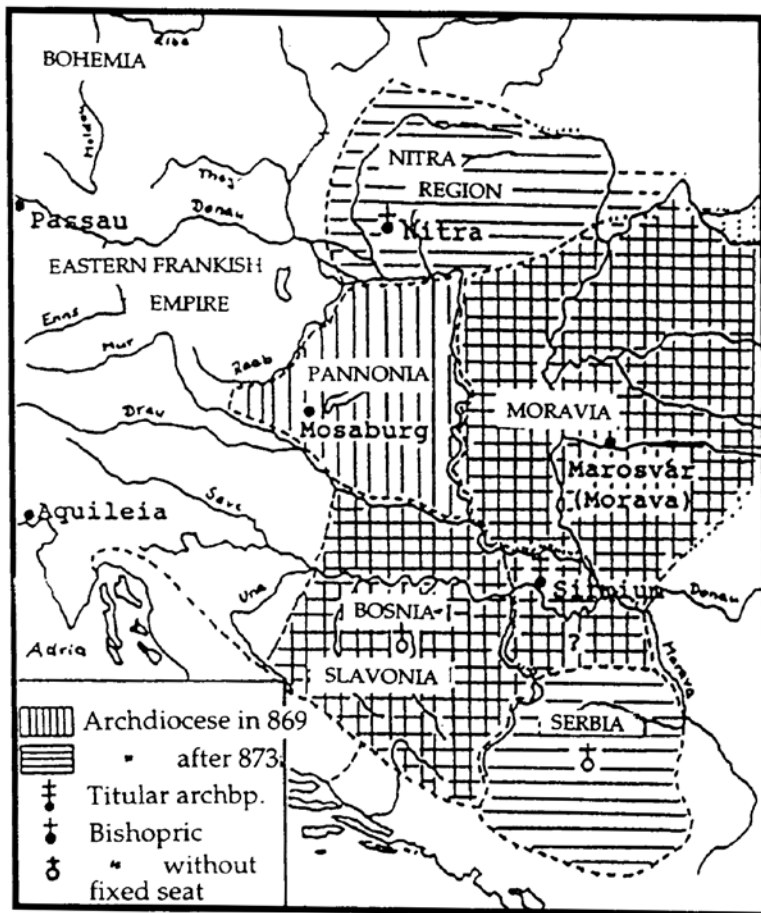 Elba
BOHEMIA
Moldau
NITRA
REGION
Thaj.
Donau
Passau
Nitra
EASTERN FRANKISH
EMPIRE
Enns
Mur
Raab
PANNONIA
MORAVIA
Mosaburg
Drau
Marosvár
(Morava)
Save
Aquileia
Sirmium
Donau
Una
BOSNIA-
?
Adria
SLAVONIA
Morava
SERBIA
Archdiocese in 869
" after 873
Titular archbp.
Bishopric
" without
fixed seat